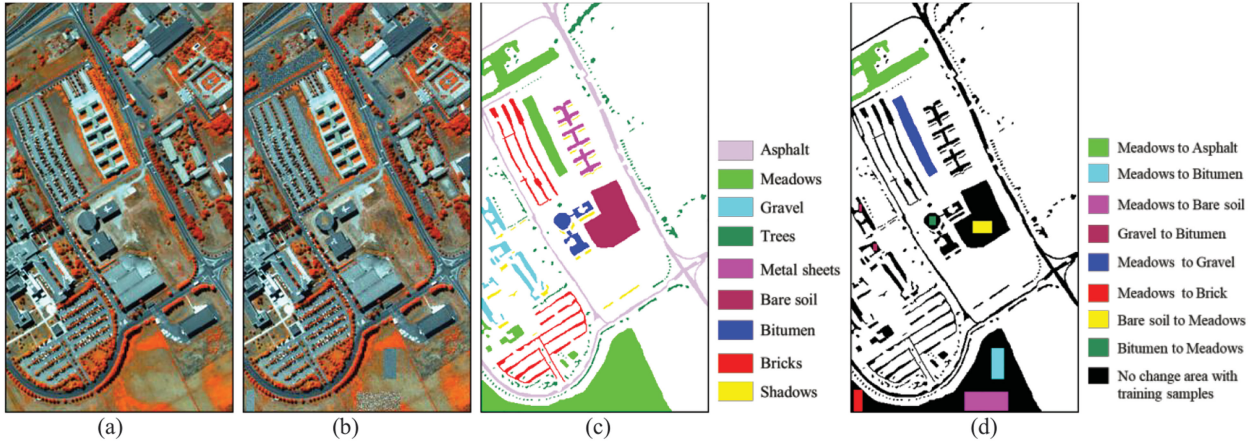 Asphalt
Meadows
Gravel
Trees
Metal sheets
Bare soil
Bitumen
Bricks
Shadows
Meadows to Asphalt
Meadows to Bitumen
Meadows to Bare soil
Gravel to Bitumen
Meadows to Gravel
Meadows to Brick
Bare soil to Meadows
Bitumen to Meadows
No change area with
training samples
(a)
(b)
(c)
(d)